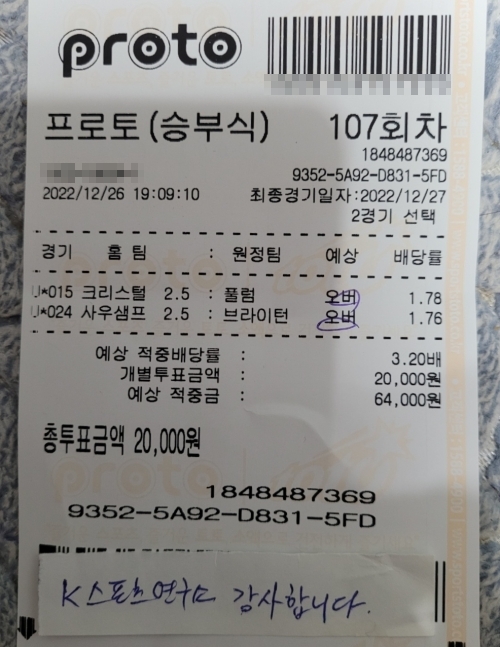 proto
프로토(승부식) 107회차
1848487369
9352-5A92-D831-5FD
2022/12/26 19:09:10 최종경기일자:2022/12/27
2경기 선택
경기 홈 팀 : 원정팀 예상 배당률
U*015 크리스털 2.5 : 풀럼 오버 1.78
U*024 사우샘프 2.5 : 브라이턴 오버 1.76
예상 적중배당률 : 3.20배
개별투표금액 : 20,000원
예상 적중금 : 64,000원
총투표금액 20,000원
1848487369
9352-5A92-D831-5FD
K스포츠연구소 감사합니다.